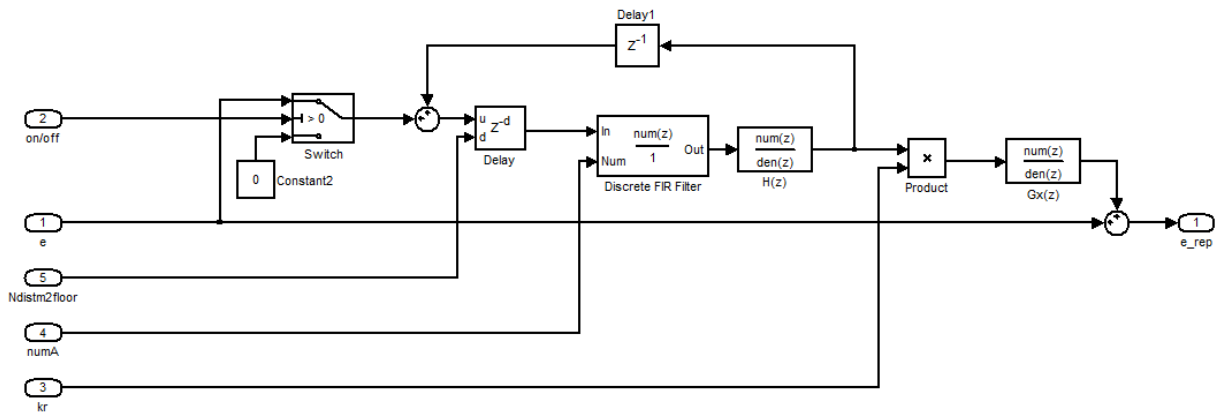 Delay1
Z-1
2
on/off
> 0
Switch
0
Constant2
u
d
Z-d
Delay
In
Num
num(z)
1
Out
Discrete FIR Filter
num(z)
den(z)
H(z)
×
Product
num(z)
den(z)
Gx(z)
1
e
1
e_rep
5
Ndistm2floor
4
numA
3
kr